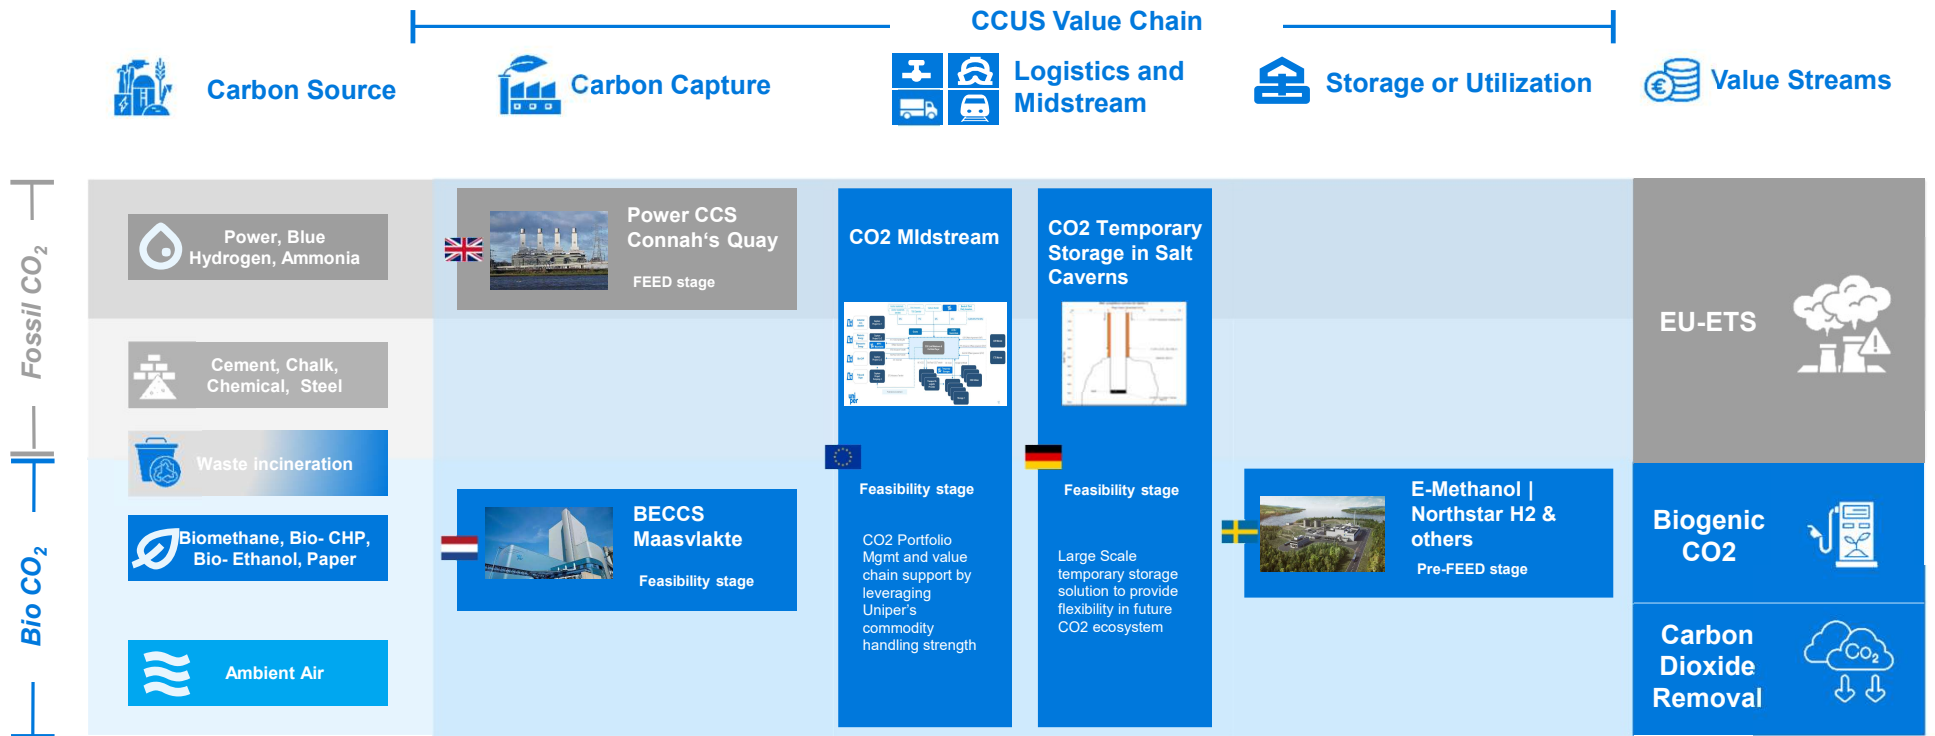 CCUS Value Chain
Carbon Source
Carbon Capture
Logistics and
Midstream
Storage or Utilization
Value Streams
Fossil CO2
Bio CO2
Power, Blue
Hydrogen, Ammonia
Cement, Chalk,
Chemical, Steel
Waste incineration
Biomethane, Bio- CHP,
Bio- Ethanol, Paper
Ambient Air
Power CCS
Connah‘s Quay
FEED stage
BECCS
Maasvlakte
Feasibility stage
CO2 MIdstream
uni
per
Feasibility stage
CO2 Portfolio
Mgmt and value
chain support by
leveraging
Uniper’s
commodity
handling strength
CO2 Temporary
Storage in Salt
Caverns
Feasibility stage
Large Scale
temporary storage
solution to provide
flexibility in future
CO2 ecosystem
E-Methanol |
Northstar H2 &
others
Pre-FEED stage
EU-ETS
Biogenic
CO2
Carbon
Dioxide
Removal
CO2